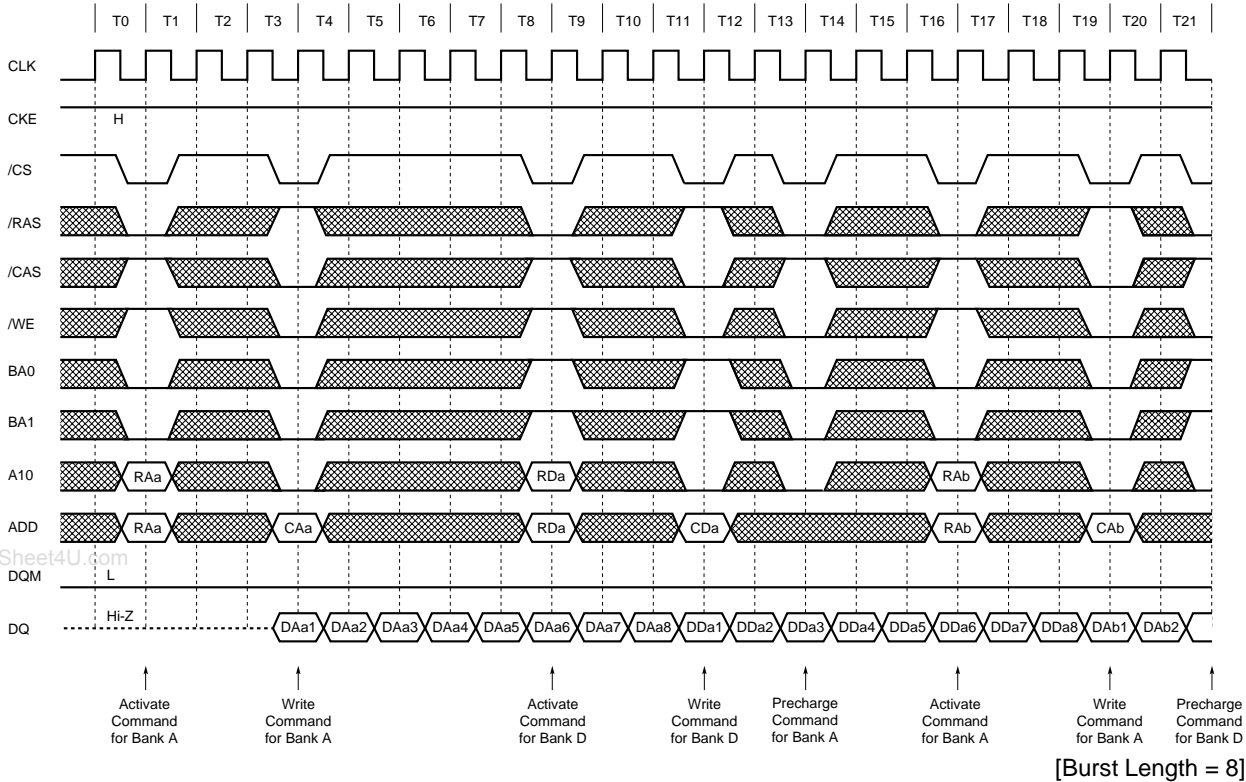 T0 T1 T2 T3 T4 T5 T6 T7 T8 T9 T10 T11 T12 T13 T14 T15 T16 T17 T18 T19 T20 T21
CLK
CKE H
/CS
/RAS
/CAS
/WE
BA0
BA1
A10 RAa RDa RAb
ADD RAa CAa RDa CDa RAb CAb
Sheet4U.com
DQM L
DQ Hi-Z DAa1 DAa2 DAa3 DAa4 DAa5 DAa6 DAa7 DAa8 DDa1 DDa2 DDa3 DDa4 DDa5 DDa6 DDa7 DDa8 DAb1 DAb2
Activate Write Activate Write Precharge Activate Write Precharge
Command Command Command Command Command Command Command Command
for Bank A for Bank A for Bank D for Bank D for Bank A for Bank A for Bank A for Bank D
[Burst Length = 8]